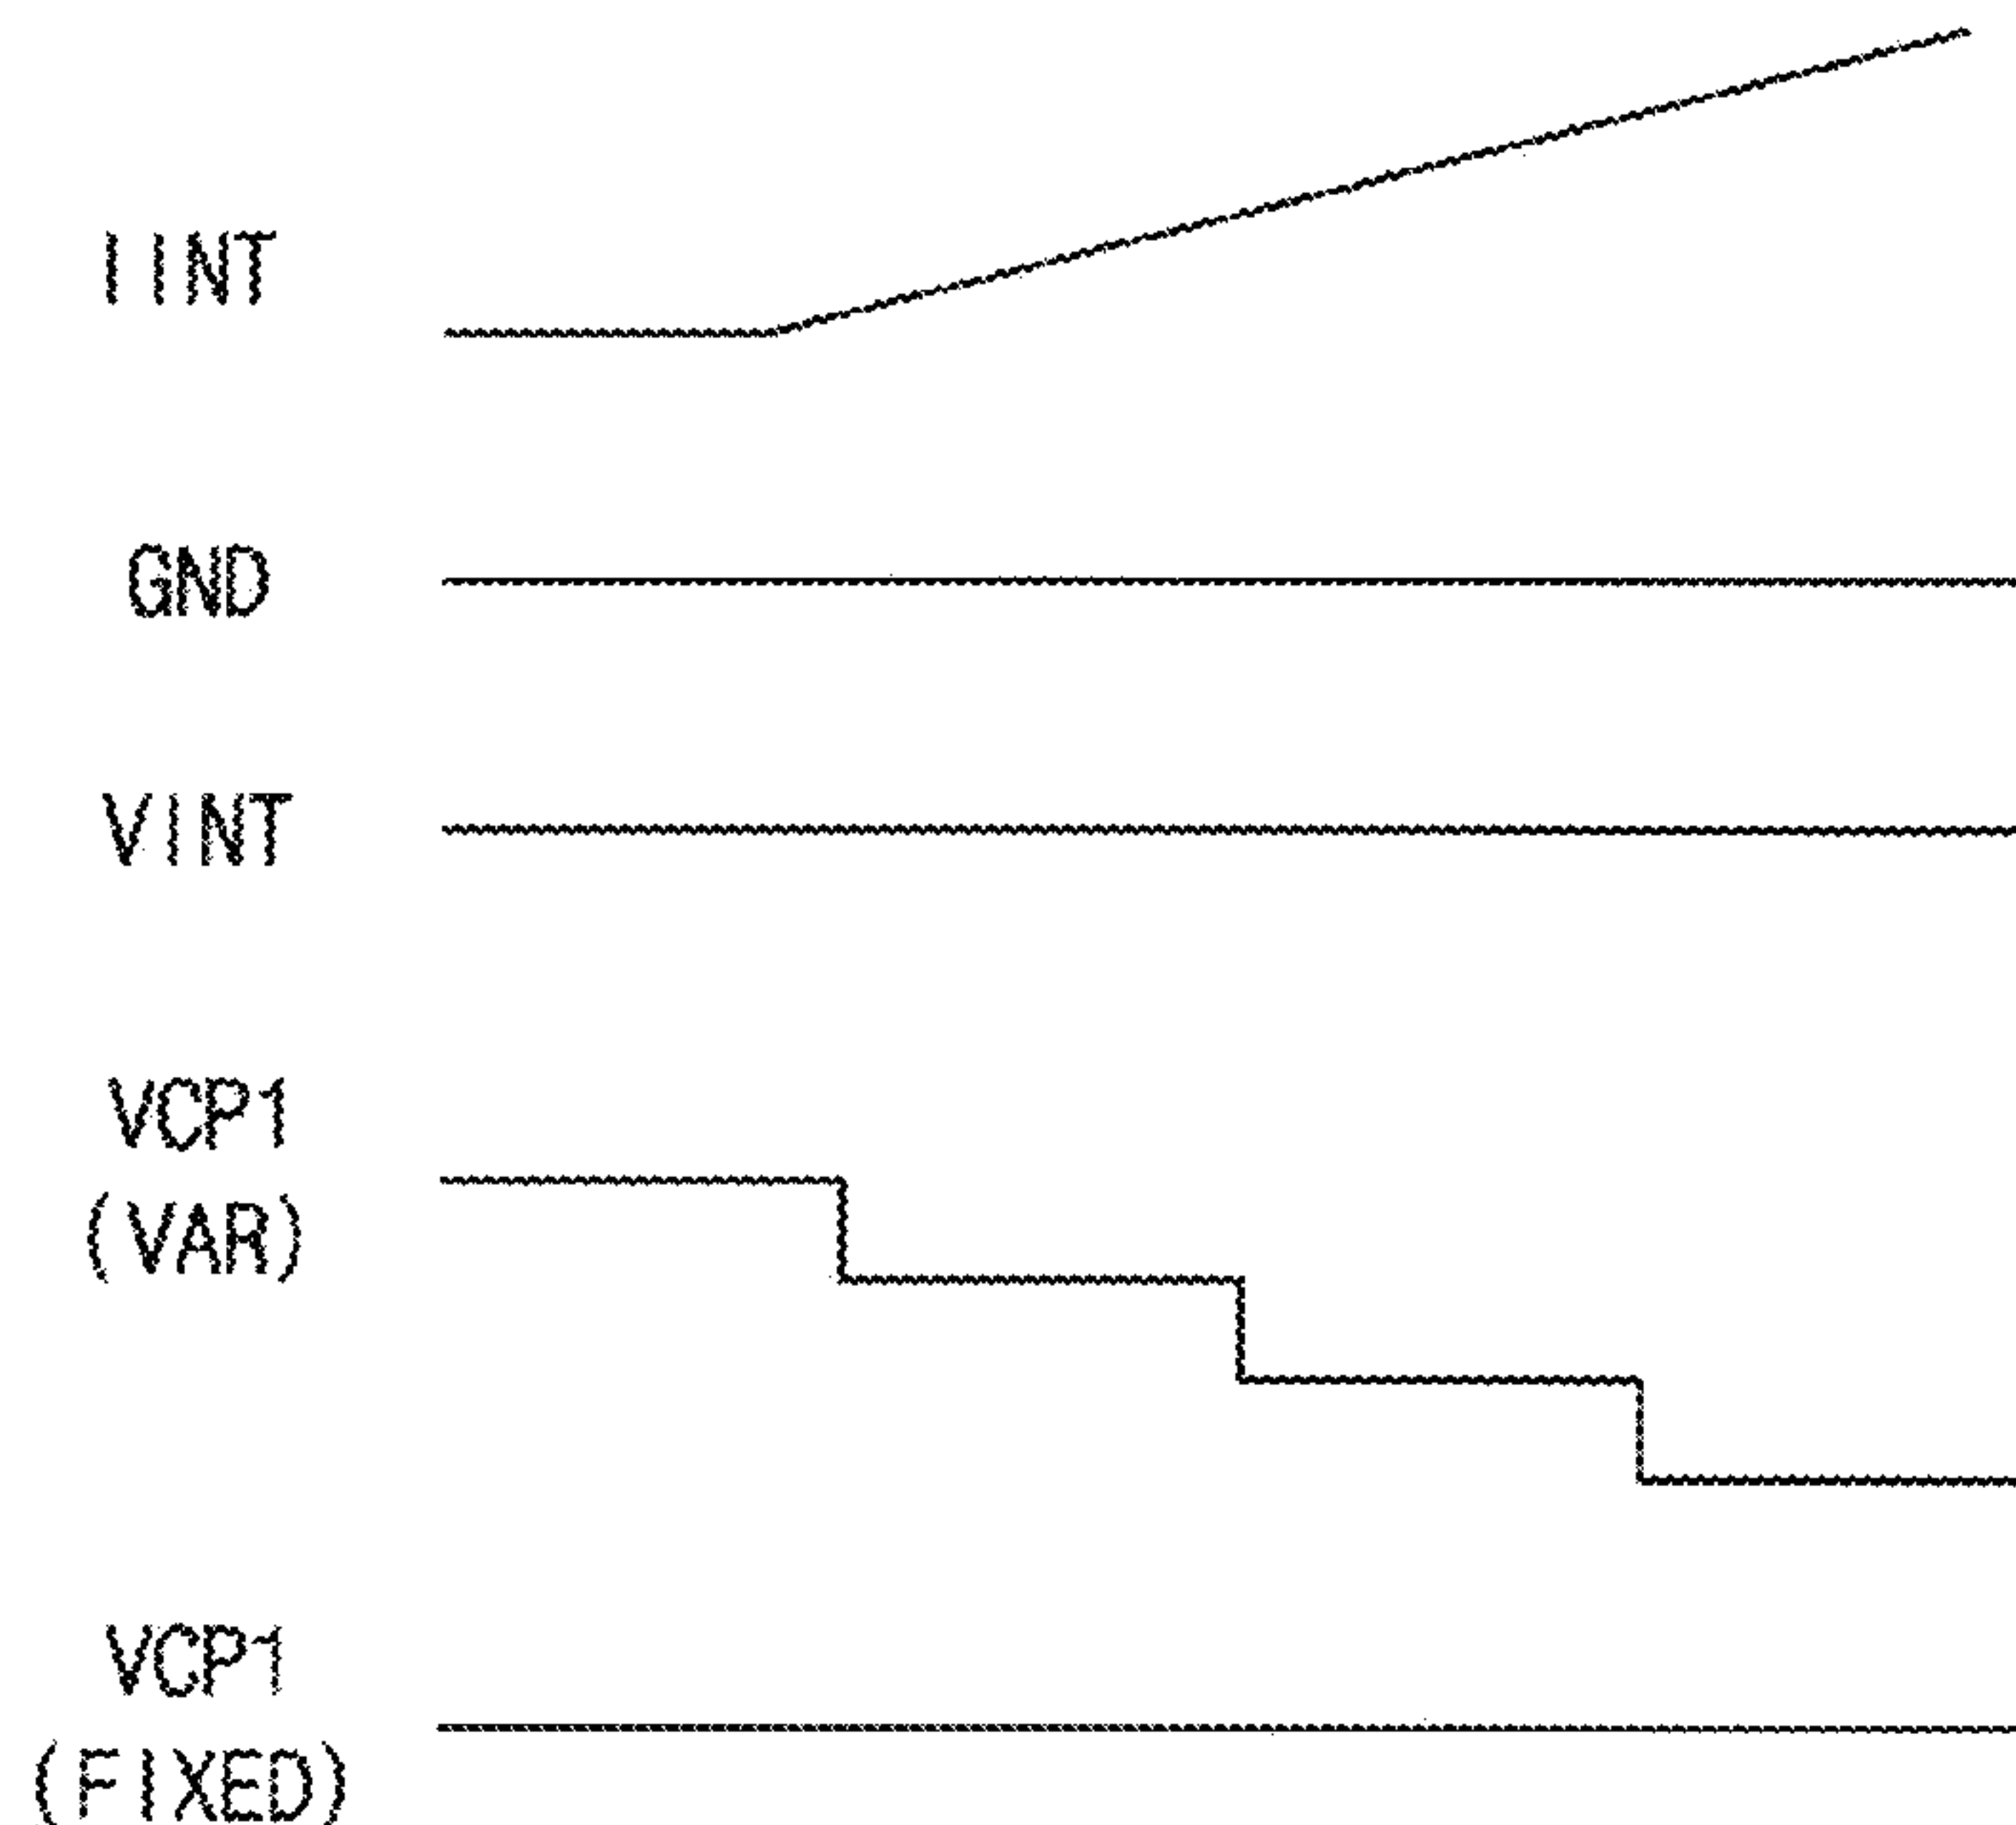 IINT
GND
VINT
VCP1
(VAR)
VCP1
(FIXED)